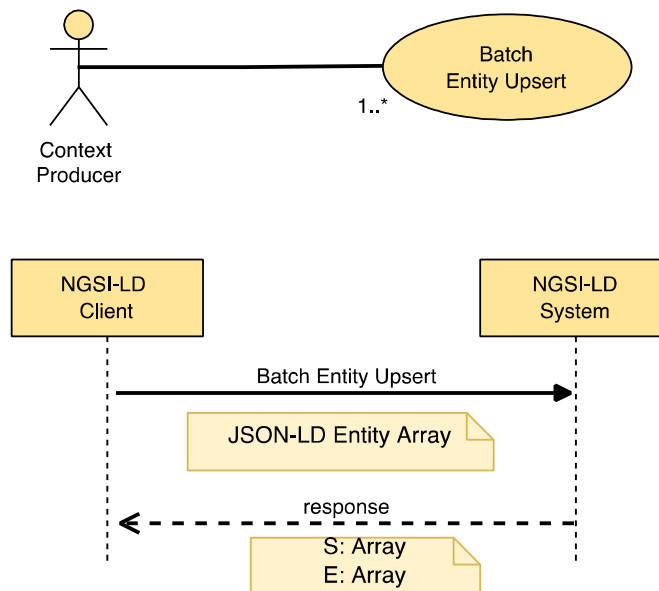 Batch
Entity Upsert
1..*
Context
Producer
NGSI-LD
Client
NGSI-LD
System
Batch Entity Upsert
JSON-LD Entity Array
response
S: Array
E: Array